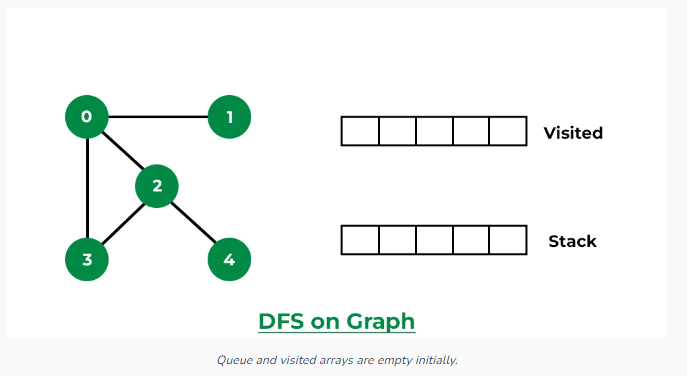 0
1
Visited
2
Stack
3
4
DFS on Graph
Queue and visited arrays are empty initially.